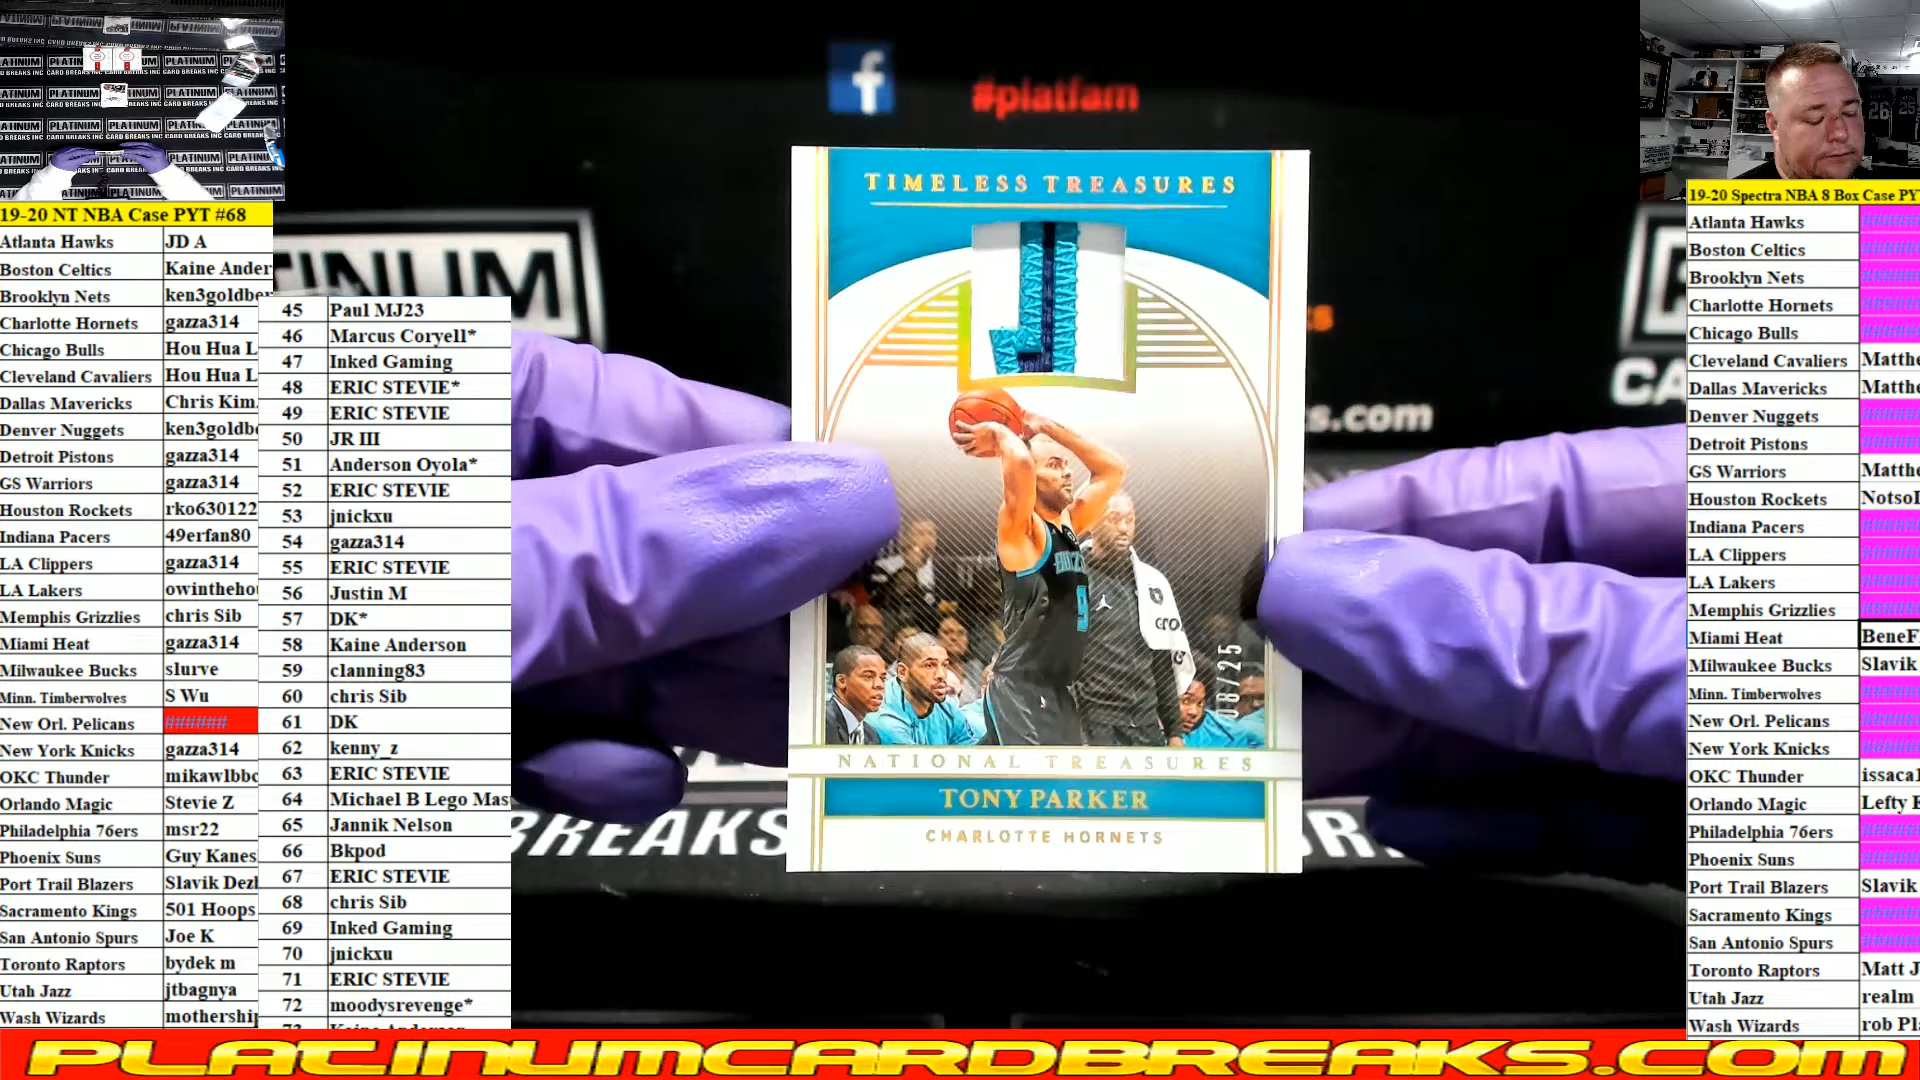 #platfam
TIMELESS TREASURES
08/25
NATIONAL TREASURES
TONY PARKER
CHARLOTTE HORNETS
19-20 NT NBA Case PYT #68
Atlanta Hawks JD A
Boston Celtics Kaine Ander
Brooklyn Nets ken3goldber
Charlotte Hornets gazza314
Chicago Bulls Hou Hua L
Cleveland Cavaliers Hou Hua L
Dallas Mavericks Chris Kim
Denver Nuggets ken3goldb
Detroit Pistons gazza314
GS Warriors gazza314
Houston Rockets rko630122
Indiana Pacers 49erfan80
LA Clippers gazza314
LA Lakers owintheho
Memphis Grizzlies chris Sib
Miami Heat gazza314
Milwaukee Bucks slurve
Minn. Timberwolves S Wu
New Orl. Pelicans ######
New York Knicks gazza314
OKC Thunder mikawlbbc
Orlando Magic Stevie Z
Philadelphia 76ers msr22
Phoenix Suns Guy Kanes
Port Trail Blazers Slavik Dezl
Sacramento Kings 501 Hoops
San Antonio Spurs Joe K
Toronto Raptors bydek m
Utah Jazz jtbagnya
Wash Wizards mothership
45 Paul MJ23
46 Marcus Coryell*
47 Inked Gaming
48 ERIC STEVIE*
49 ERIC STEVIE
50 JR III
51 Anderson Oyola*
52 ERIC STEVIE
53 jnickxu
54 gazza314
55 ERIC STEVIE
56 Justin M
57 DK*
58 Kaine Anderson
59 clanning83
60 chris Sib
61 DK
62 kenny_z
63 ERIC STEVIE
64 Michael B Lego Mas
65 Jannik Nelson
66 Bkpod
67 ERIC STEVIE
68 chris Sib
69 Inked Gaming
70 jnickxu
71 ERIC STEVIE
72 moodysrevenge*
19-20 Spectra NBA 8 Box Case PY
Atlanta Hawks ######
Boston Celtics ######
Brooklyn Nets ######
Charlotte Hornets ######
Chicago Bulls ######
Cleveland Cavaliers Matthe
Dallas Mavericks Matthe
Denver Nuggets ######
Detroit Pistons ######
GS Warriors Matthe
Houston Rockets Notso
Indiana Pacers ######
LA Clippers ######
LA Lakers ######
Memphis Grizzlies ######
Miami Heat BeneF
Milwaukee Bucks Slavik
Minn. Timberwolves ######
New Orl. Pelicans ######
New York Knicks ######
OKC Thunder issaca
Orlando Magic Lefty
Philadelphia 76ers ######
Phoenix Suns ######
Port Trail Blazers Slavik
Sacramento Kings ######
San Antonio Spurs ######
Toronto Raptors Matt J
Utah Jazz realm
Wash Wizards rob Pl
PLATINUMCARDBREAKS.COM